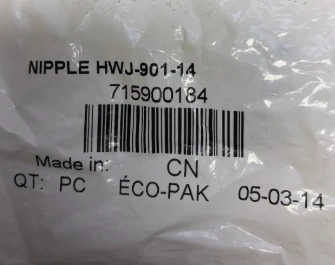 NIPPLE HWJ-901-14
715900184
Made in: CN
QT: PC ÉCO-PAK 05-03-14